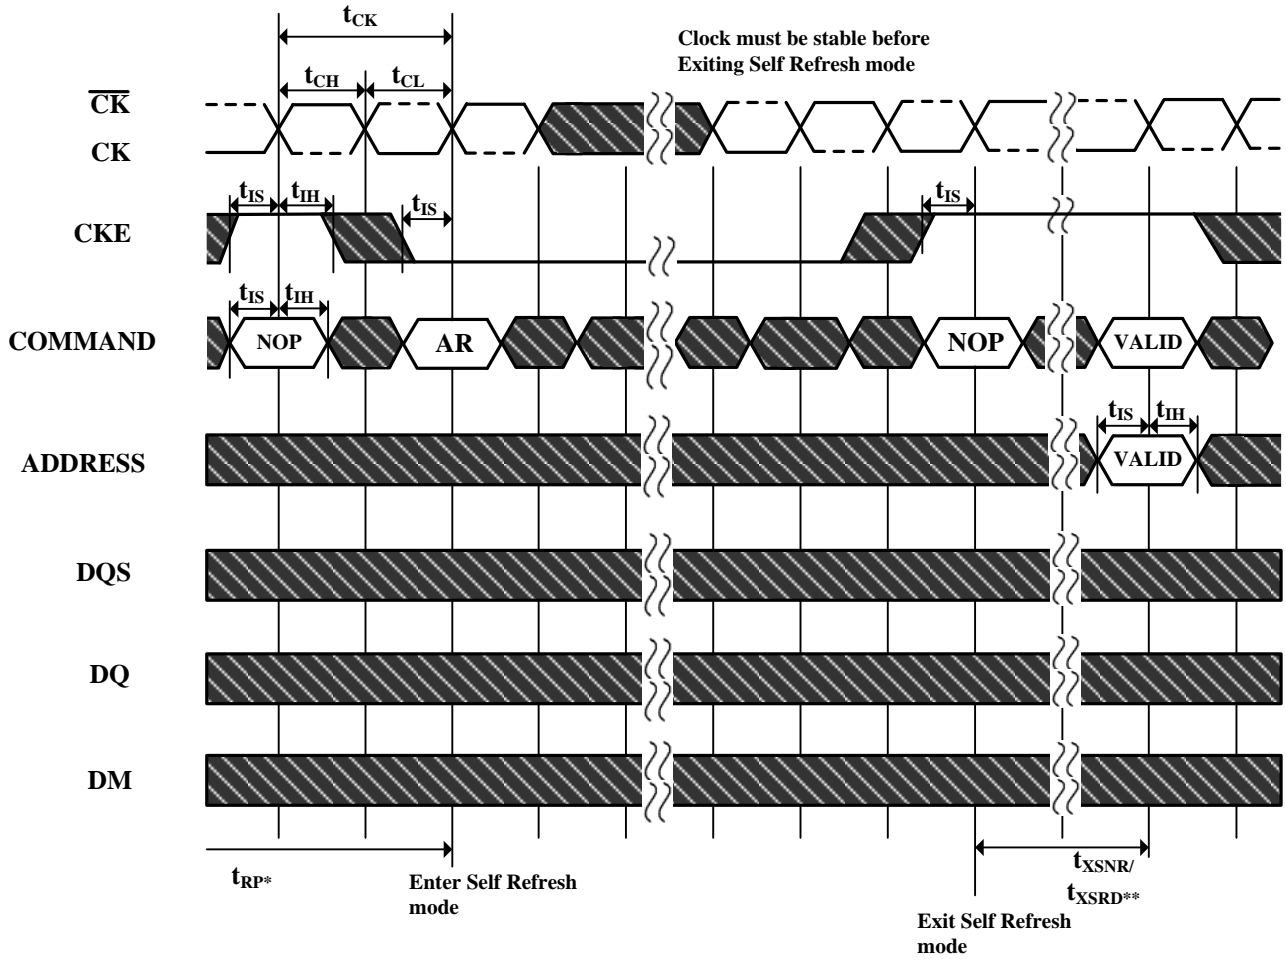 tCK
Clock must be stable before
Exiting Self Refresh mode
tCH
tCL
CK
CK
tIS
tIH
tIS
tIS
CKE
tIS
tIH
COMMAND
NOP
AR
NOP
VALID
tIS
tIH
ADDRESS
VALID
DQS
DQ
DM
tRP*
Enter Self Refresh
mode
tXSNR/
tXSRD**
Exit Self Refresh
mode